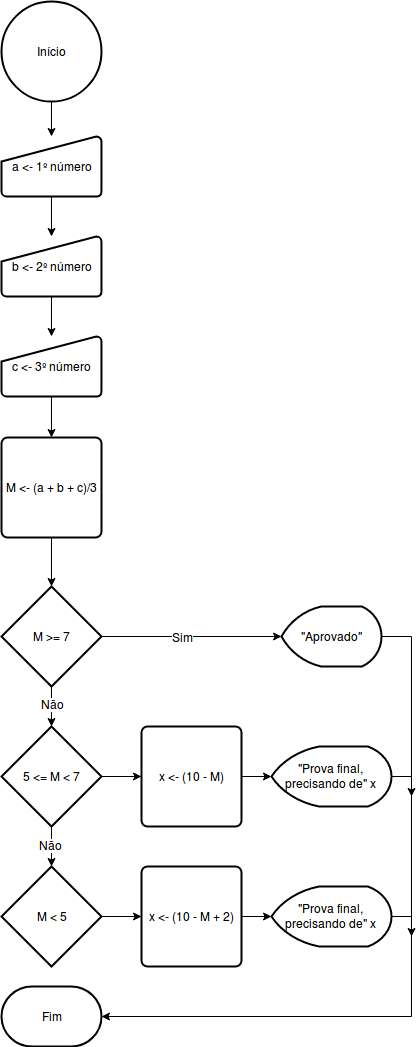 Início
a <- 1º número
b <- 2º número
c <- 3º número
M <- (a + b + c)/3
M >= 7
Sim
"Aprovado"
Não
5 <= M < 7
x <- (10 - M)
"Prova final,
precisando de" x
Não
M < 5
x <- (10 - M + 2)
"Prova final,
precisando de" x
Fim